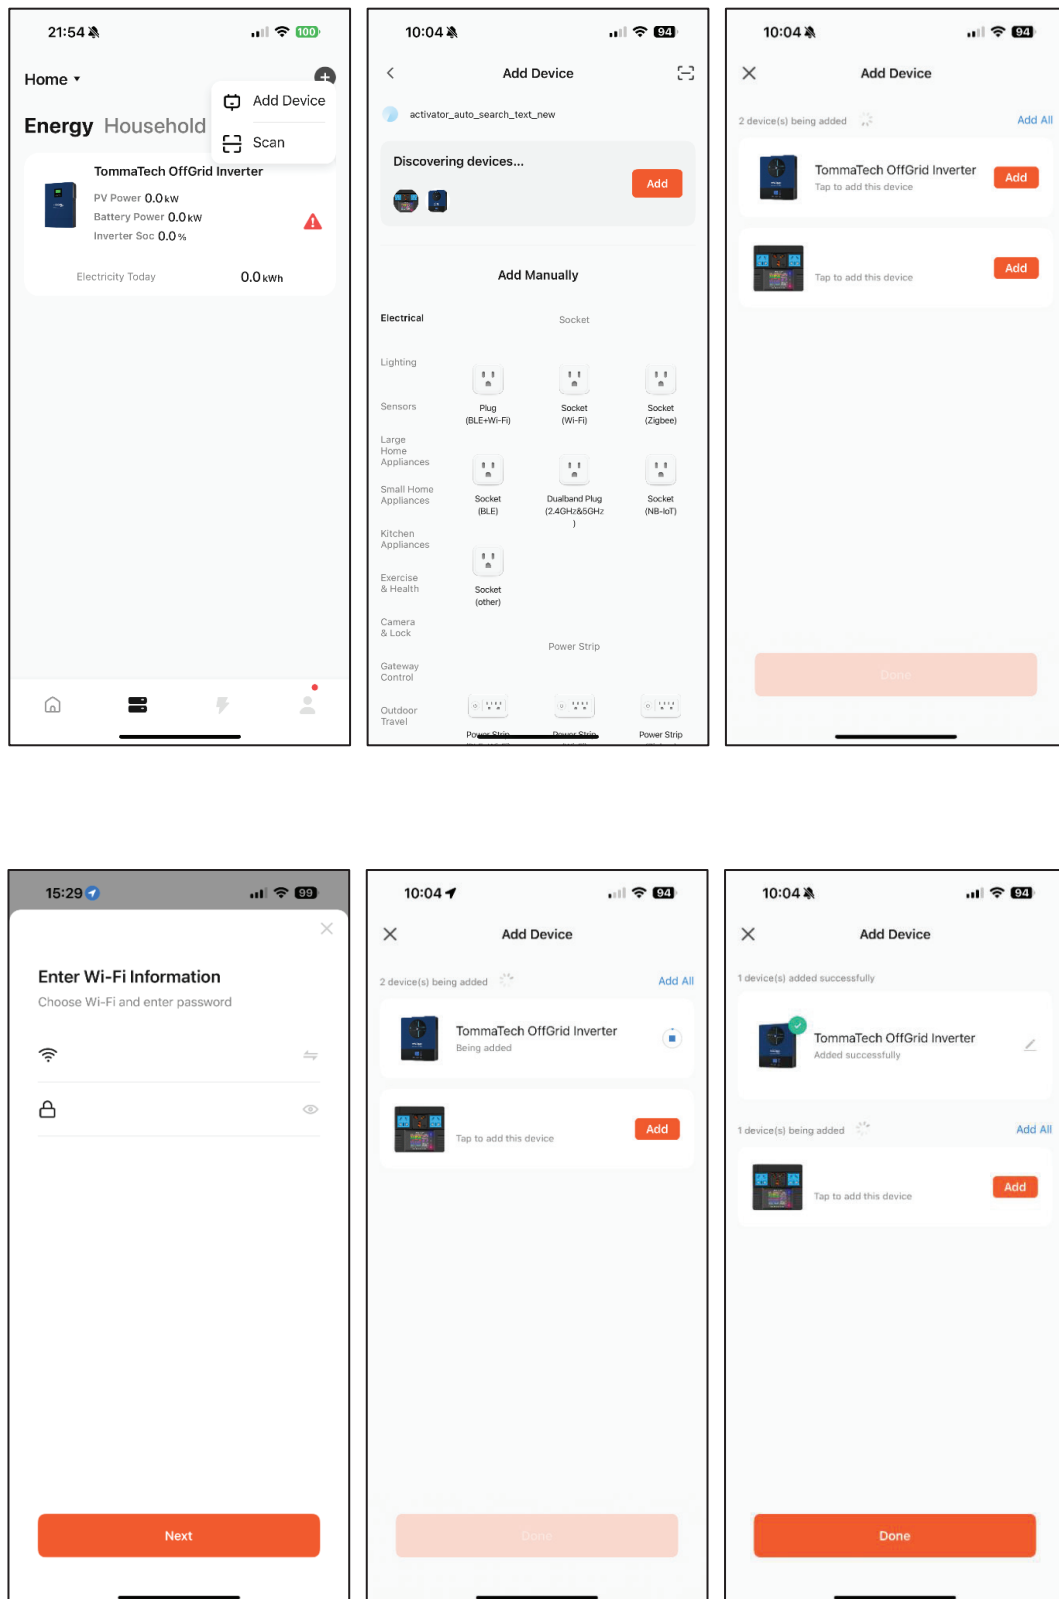 21:54
100
Home
Add Device
Energy Household
Scan
TommaTech OffGrid Inverter
PV Power 0.0 kw
Battery Power 0.0 kw
Inverter Soc 0.0 %
Electricity Today 0.0 kWh
10:04
94
Add Device
activator_auto_search_text_new
Discovering devices...
Add
Add Manually
Electrical
Socket
Lighting
Sensors
Large
Home
Appliances
Small Home
Appliances
Kitchen
Appliances
Exercise
& Health
Camera
& Lock
Gateway
Control
Outdoor
Travel
Plug
(BLE+Wi-Fi)
Socket
(Wi-Fi)
Socket
(Zigbee)
Socket
(BLE)
Dualband Plug
(2.4GHz&5GHz
)
Socket
(NB-IoT)
Socket
(other)
Power Strip
Power Strip
Power Strip
Power Strip
10:04
94
Add Device
2 device(s) being added
Add All
TommaTech OffGrid Inverter
Tap to add this device
Add
Tap to add this device
Add
Done
15:29
99
Enter Wi-Fi Information
Choose Wi-Fi and enter password
Next
10:04
94
Add Device
2 device(s) being added
Add All
TommaTech OffGrid Inverter
Being added
Tap to add this device
Add
Done
10:04
94
Add Device
1 device(s) added successfully
TommaTech OffGrid Inverter
Added successfully
1 device(s) being added
Add All
Tap to add this device
Add
Done